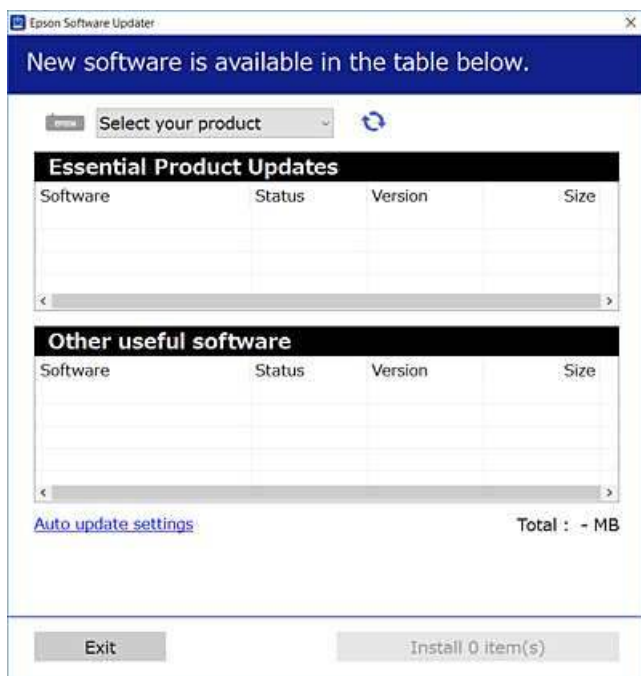 Epson Software Updater
New software is available in the table below.
Select your product
Essential Product Updates
Software Status Version Size
Other useful software
Software Status Version Size
Auto update settings Total : - MB
Exit Install 0 item(s)